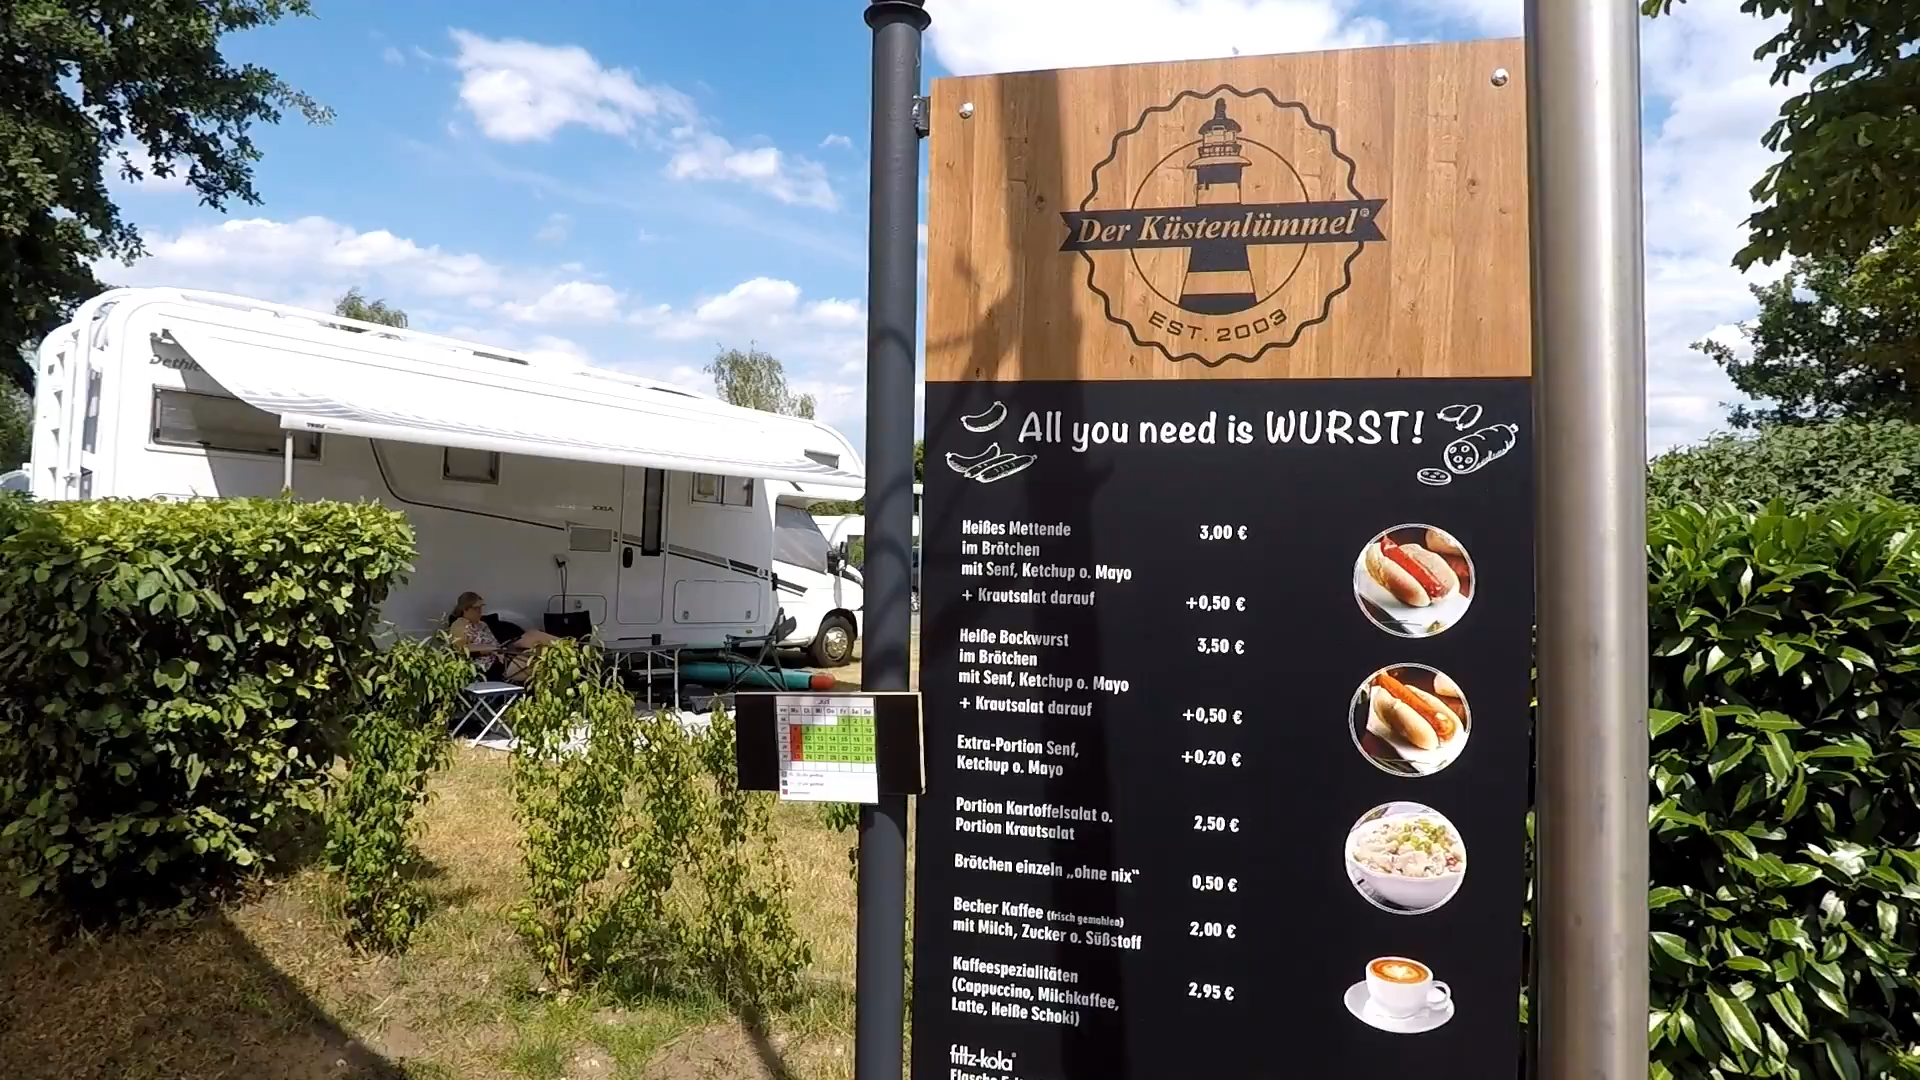 Der Küstenlümmel®
EST. 2003
All you need is WURST!
Heißes Mettende 3,00 €
im Brötchen
mit Senf, Ketchup o. Mayo
+ Krautsalat darauf +0,50 €
Heiße Bockwurst 3,50 €
im Brötchen
mit Senf, Ketchup o. Mayo
+ Krautsalat darauf +0,50 €
Extra-Portion Senf, +0,20 €
Ketchup o. Mayo
Portion Kartoffelsalat o. 2,50 €
Portion Krautsalat
Brötchen einzeln „ohne nix“ 0,50 €
Becher Kaffee (frisch gemahlen) 2,00 €
mit Milch, Zucker o. Süßstoff
Kaffeespezialitäten 2,95 €
(Cappuccino, Milchkaffee,
Latte, Heiße Schoki)
fritz-kola®
Flasche